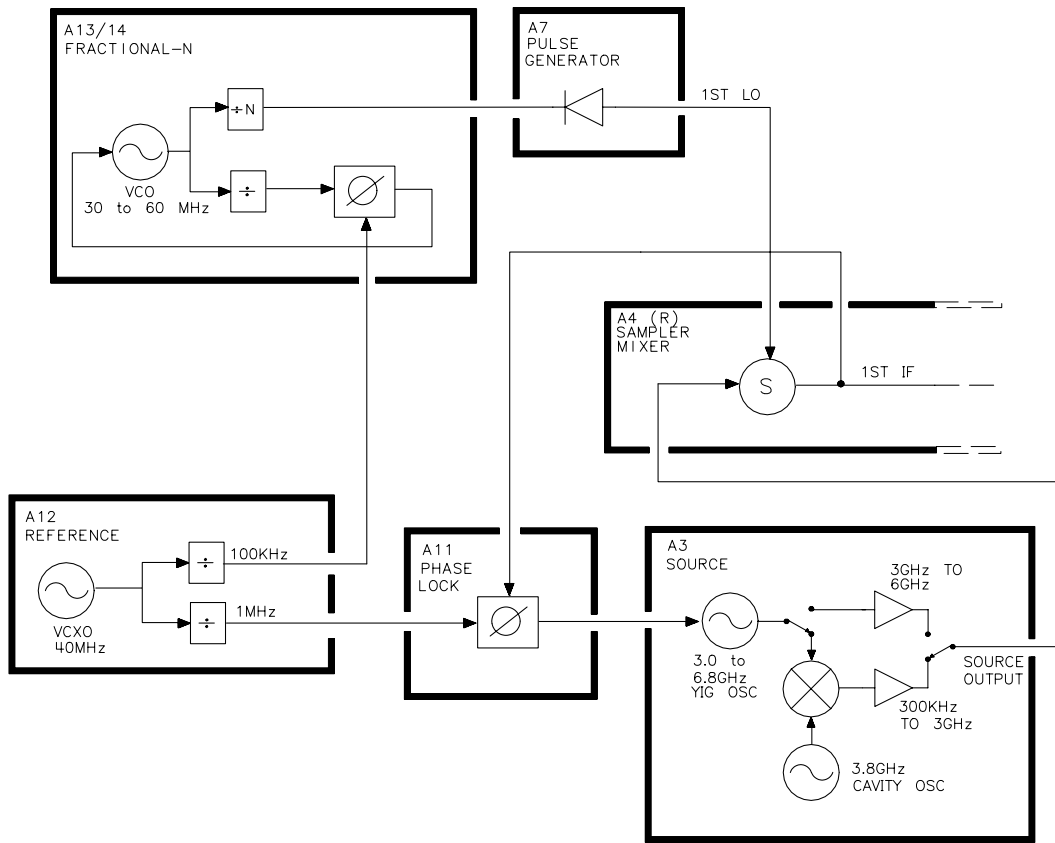 A13/14
FRACTIONAL-N
÷N
VCO
30 to 60 MHz
÷
A7
PULSE
GENERATOR
1ST LO
A4 (R)
SAMPLER
MIXER
S
1ST IF
A12
REFERENCE
÷
100KHz
÷
1MHz
VCXO
40MHz
A11
PHASE
LOCK
A3
SOURCE
3.0 to
6.8GHz
YIG OSC
3GHz TO
6GHz
SOURCE
OUTPUT
300KHz
TO 3GHz
3.8GHz
CAVITY OSC